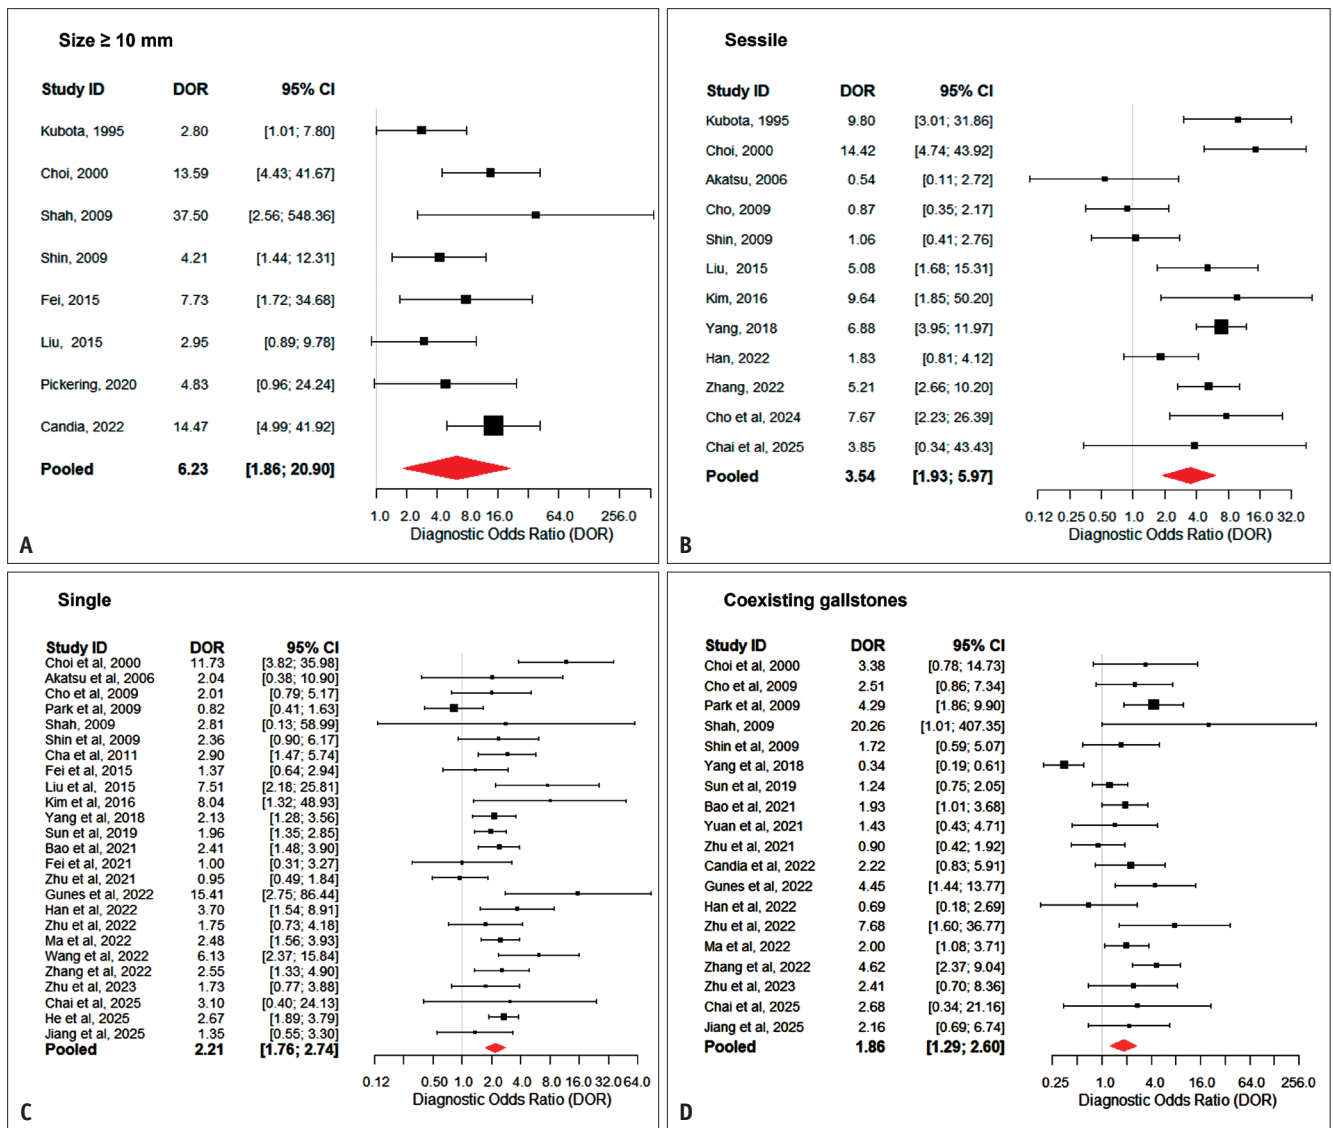 Size ≥ 10 mm
Study ID DOR 95% CI
Kubota, 1995 2.80 [1.01; 7.80]
Choi, 2000 13.59 [4.43; 41.67]
Shah, 2009 37.50 [2.56; 548.36]
Shin, 2009 4.21 [1.44; 12.31]
Fei, 2015 7.73 [1.72; 34.68]
Liu, 2015 2.95 [0.89; 9.78]
Pickering, 2020 4.83 [0.96; 24.24]
Candia, 2022 14.47 [4.99; 41.92]
Pooled 6.23 [1.86; 20.90]
1.0 2.0 4.0 8.0 16.0 64.0 256.0
Diagnostic Odds Ratio (DOR)
A
Sessile
Study ID DOR 95% CI
Kubota, 1995 9.80 [3.01; 31.86]
Choi, 2000 14.42 [4.74; 43.92]
Akatsu, 2006 0.54 [0.11; 2.72]
Cho, 2009 0.87 [0.35; 2.17]
Shin, 2009 1.06 [0.41; 2.76]
Liu, 2015 5.08 [1.68; 15.31]
Kim, 2016 9.64 [1.85; 50.20]
Yang, 2018 6.88 [3.95; 11.97]
Han, 2022 1.83 [0.81; 4.12]
Zhang, 2022 5.21 [2.66; 10.20]
Cho et al, 2024 7.67 [2.23; 26.39]
Chai et al, 2025 3.85 [0.34; 43.43]
Pooled 3.54 [1.93; 5.97]
0.12 0.25 0.50 1.0 2.0 4.0 8.0 16.0 32.0
Diagnostic Odds Ratio (DOR)
B
Single
Study ID DOR 95% CI
Choi et al, 2000 11.73 [3.82; 35.98]
Akatsu et al, 2006 2.04 [0.38; 10.90]
Cho et al, 2009 2.01 [0.79; 5.17]
Park et al, 2009 0.82 [0.41; 1.63]
Shah, 2009 2.81 [0.13; 58.99]
Shin et al, 2009 2.36 [0.90; 6.17]
Cha et al, 2011 2.90 [1.47; 5.74]
Fei et al, 2015 1.37 [0.64; 2.94]
Liu et al, 2015 7.51 [2.18; 25.81]
Kim et al, 2016 8.04 [1.32; 48.93]
Yang et al, 2018 2.13 [1.28; 3.56]
Sun et al, 2019 1.96 [1.35; 2.85]
Bao et al, 2021 2.41 [1.48; 3.90]
Fei et al, 2021 1.00 [0.31; 3.27]
Zhu et al, 2021 0.95 [0.49; 1.84]
Gunes et al, 2022 15.41 [2.75; 86.44]
Han et al, 2022 3.70 [1.54; 8.91]
Zhu et al, 2022 1.75 [0.73; 4.18]
Ma et al, 2022 2.48 [1.56; 3.93]
Wang et al, 2022 6.13 [2.37; 15.84]
Zhang et al, 2022 2.55 [1.33; 4.90]
Zhu et al, 2023 1.73 [0.77; 3.88]
Chai et al, 2025 3.10 [0.40; 24.13]
He et al, 2025 2.67 [1.89; 3.79]
Jiang et al, 2025 1.35 [0.55; 3.30]
Pooled 2.21 [1.76; 2.74]
0.12 0.50 1.0 2.0 4.0 8.0 16.0 32.0 64.0
Diagnostic Odds Ratio (DOR)
C
Coexisting gallstones
Study ID DOR 95% CI
Choi et al, 2000 3.38 [0.78; 14.73]
Cho et al, 2009 2.51 [0.86; 7.34]
Park et al, 2009 4.29 [1.86; 9.90]
Shah, 2009 20.26 [1.01; 407.35]
Shin et al, 2009 1.72 [0.59; 5.07]
Yang et al, 2018 0.34 [0.19; 0.61]
Sun et al, 2019 1.24 [0.75; 2.05]
Bao et al, 2021 1.93 [1.01; 3.68]
Yuan et al, 2021 1.43 [0.43; 4.71]
Zhu et al, 2021 0.90 [0.42; 1.92]
Candia et al, 2022 2.22 [0.83; 5.91]
Gunes et al, 2022 4.45 [1.44; 13.77]
Han et al, 2022 0.69 [0.18; 2.69]
Zhu et al, 2022 7.68 [1.60; 36.77]
Ma et al, 2022 2.00 [1.08; 3.71]
Zhang et al, 2022 4.62 [2.37; 9.04]
Zhu et al, 2023 2.41 [0.70; 8.36]
Chai et al, 2025 2.68 [0.34; 21.16]
Jiang et al, 2025 2.16 [0.69; 6.74]
Pooled 1.86 [1.29; 2.60]
0.25 1.0 4.0 16.0 64.0 256.0
Diagnostic Odds Ratio (DOR)
D